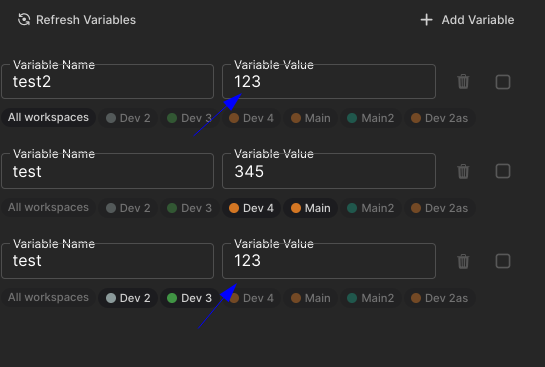 Refresh Variables Add Variable
Variable Name Variable Value
test2 123
All workspaces Dev 2 Dev 3 Dev 4 Main Main2 Dev 2as
Variable Name Variable Value
test 345
All workspaces Dev 2 Dev 3 Dev 4 Main Main2 Dev 2as
Variable Name Variable Value
test 123
All workspaces Dev 2 Dev 3 Dev 4 Main Main2 Dev 2as